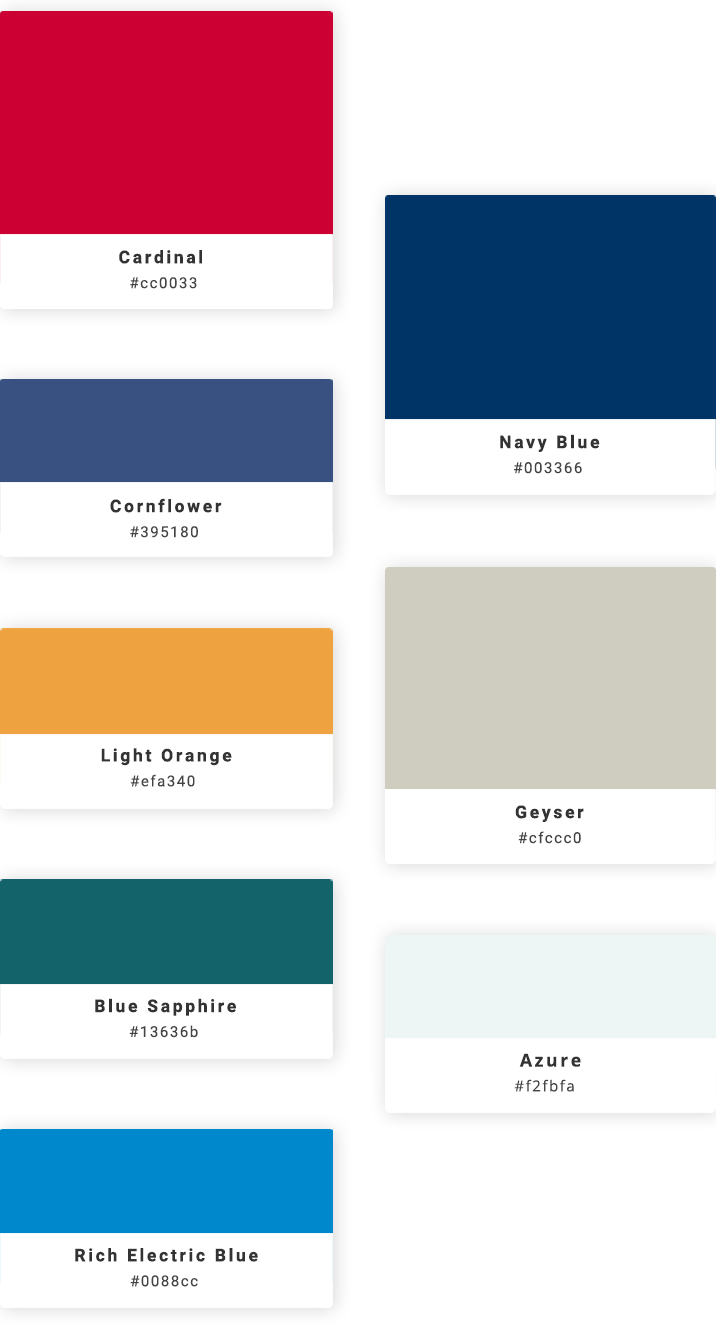 Cardinal
#cc0033
Cornflower
#395180
Light Orange
#efa340
Blue Sapphire
#13636b
Rich Electric Blue
#0088cc
Navy Blue
#003366
Geyser
#cfccc0
Azure
#f2fbfa